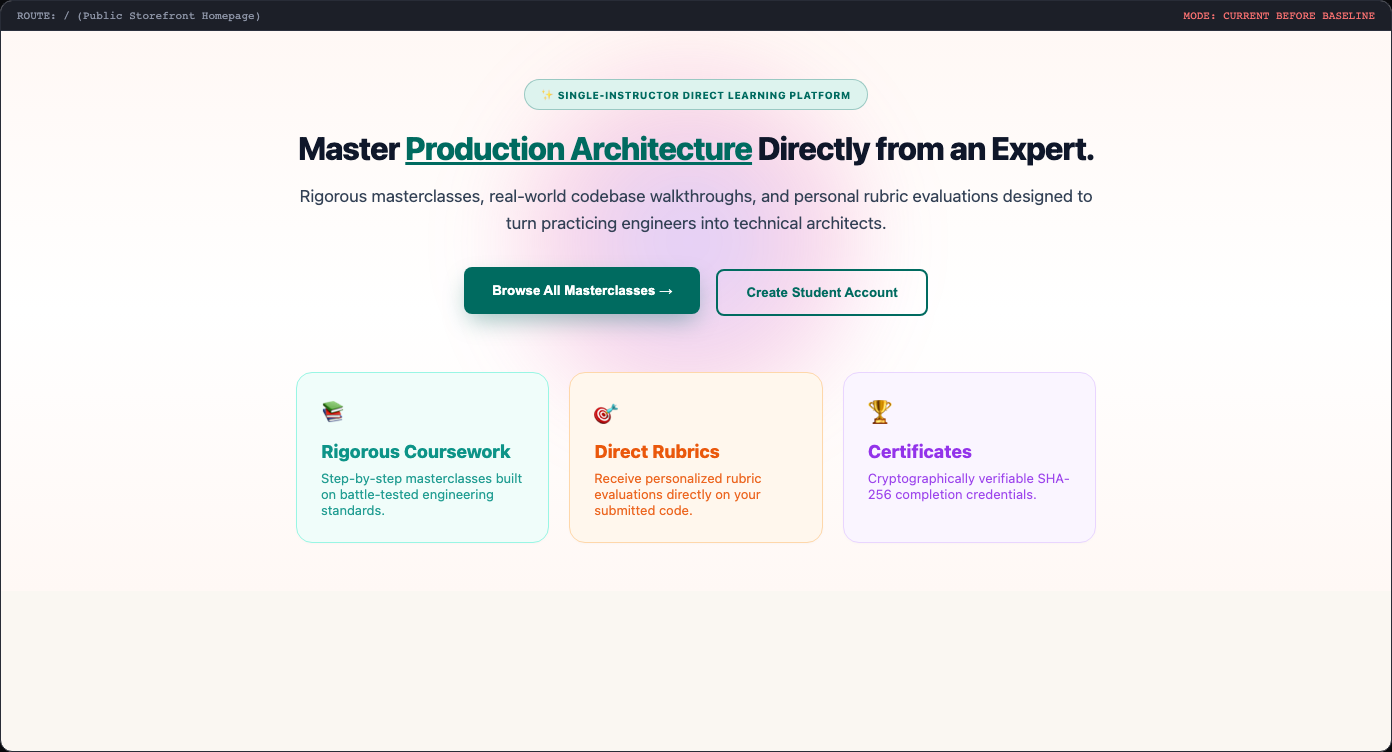 ROUTE: / (Public Storefront Homepage)
MODE: CURRENT BEFORE BASELINE
✨ SINGLE-INSTRUCTOR DIRECT LEARNING PLATFORM
Master Production Architecture Directly from an Expert.
Rigorous masterclasses, real-world codebase walkthroughs, and personal rubric evaluations designed to
turn practicing engineers into technical architects.
Browse All Masterclasses →
Create Student Account
Rigorous Coursework
Step-by-step masterclasses built
on battle-tested engineering
standards.
Direct Rubrics
Receive personalized rubric
evaluations directly on your
submitted code.
Certificates
Cryptographically verifiable SHA-
256 completion credentials.